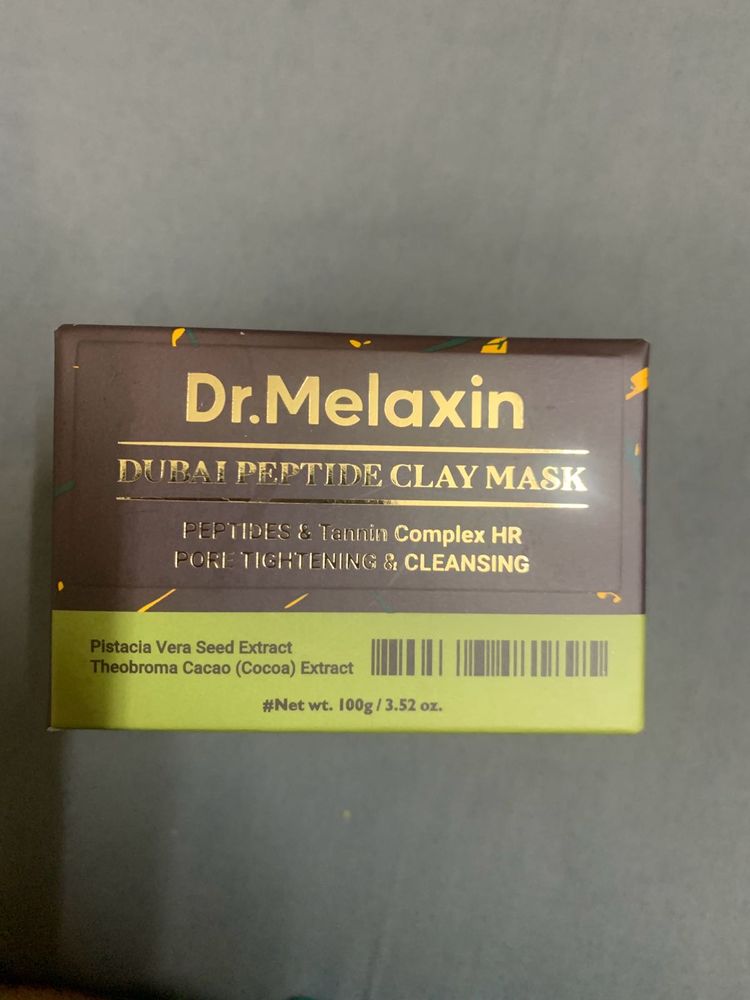 Dr.Melaxin
DUBAI PEPTIDE CLAY MASK
PEPTIDES & Tannin Complex HR
PORE TIGHTENING & CLEANSING
Pistacia Vera Seed Extract
Theobroma Cacao (Cocoa) Extract
#Net wt. 100g / 3.52 oz.